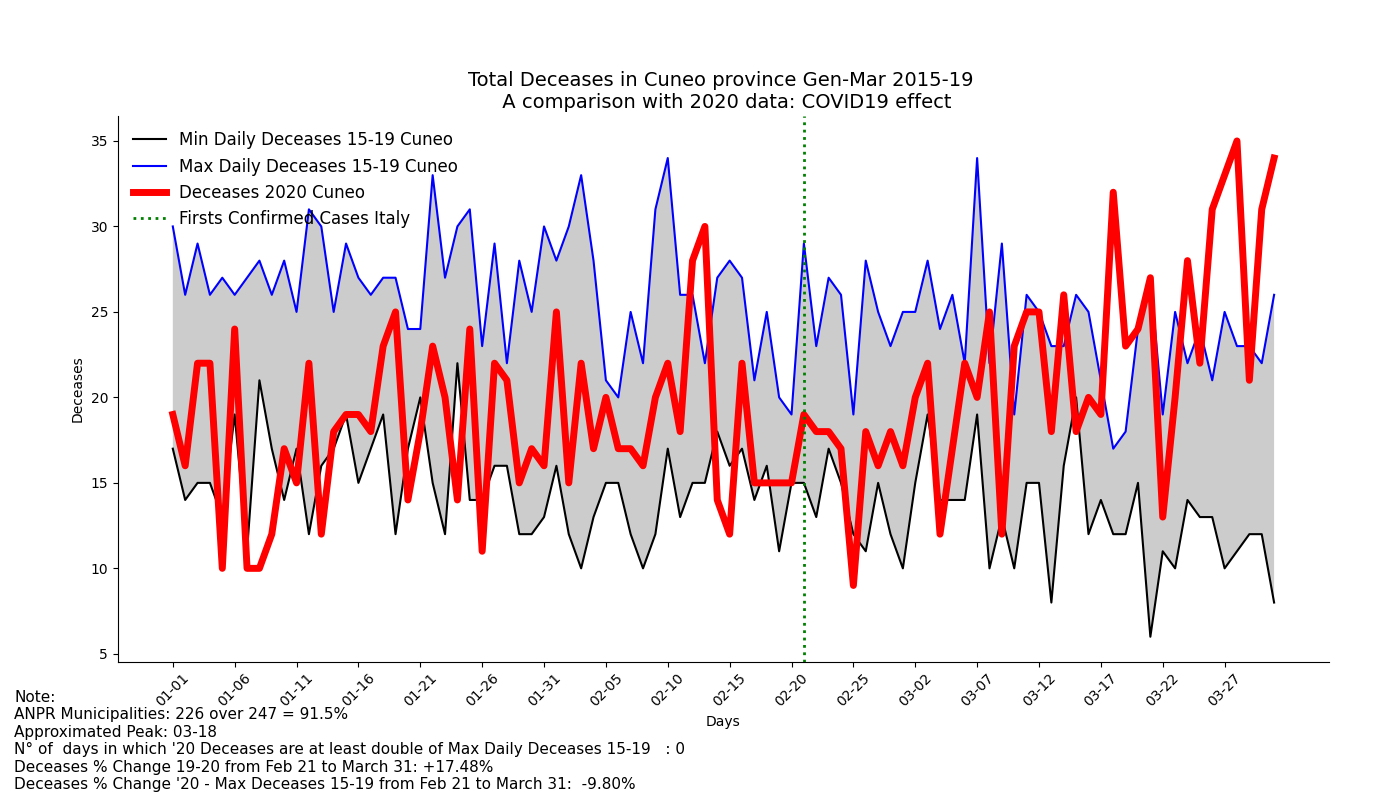 Total Deceases in Cuneo province Gen-Mar 2015-19
A comparison with 2020 data: COVID19 effect
Min Daily Deceases 15-19 Cuneo
Max Daily Deceases 15-19 Cuneo
Deceases 2020 Cuneo
Firsts Confirmed Cases Italy
35
30
25
20
15
10
5
Deceases
01-01
01-06
01-11
01-16
01-21
01-26
01-31
02-05
02-10
02-15
02-20
02-25
03-02
03-07
03-12
03-17
03-22
03-27
Days
Note:
ANPR Municipalities: 226 over 247 = 91.5%
Approximated Peak: 03-18
N° of  days in which '20 Deceases are at least double of Max Daily Deceases 15-19   : 0
Deceases % Change 19-20 from Feb 21 to March 31: +17.48%
Deceases % Change '20 - Max Deceases 15-19 from Feb 21 to March 31:  -9.80%